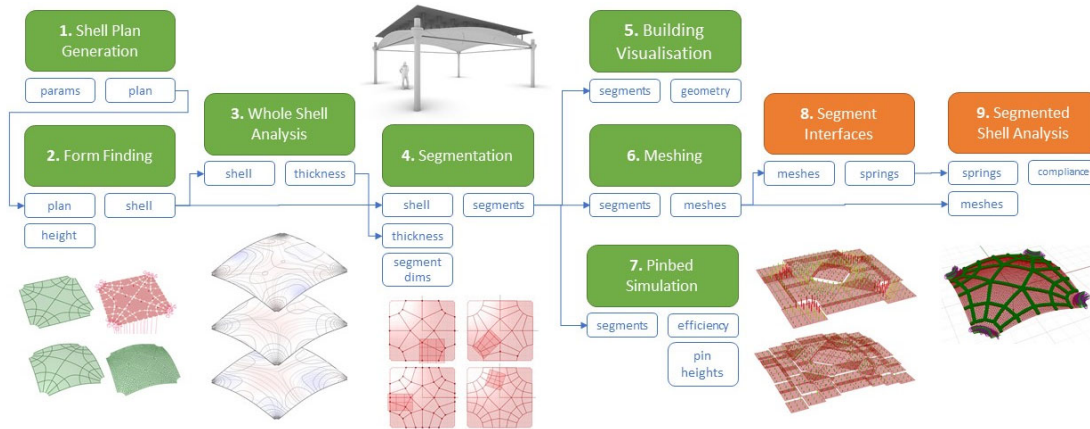 1. Shell Plan
Generation
params
plan
2. Form Finding
plan
shell
height
3. Whole Shell
Analysis
shell
thickness
4. Segmentation
shell
segments
thickness
segment
dims
5. Building
Visualisation
segments
geometry
6. Meshing
segments
meshes
7. Pinbed
Simulation
segments
efficiency
pin
heights
8. Segment
Interfaces
meshes
springs
9. Segmented
Shell Analysis
springs
compliance
meshes